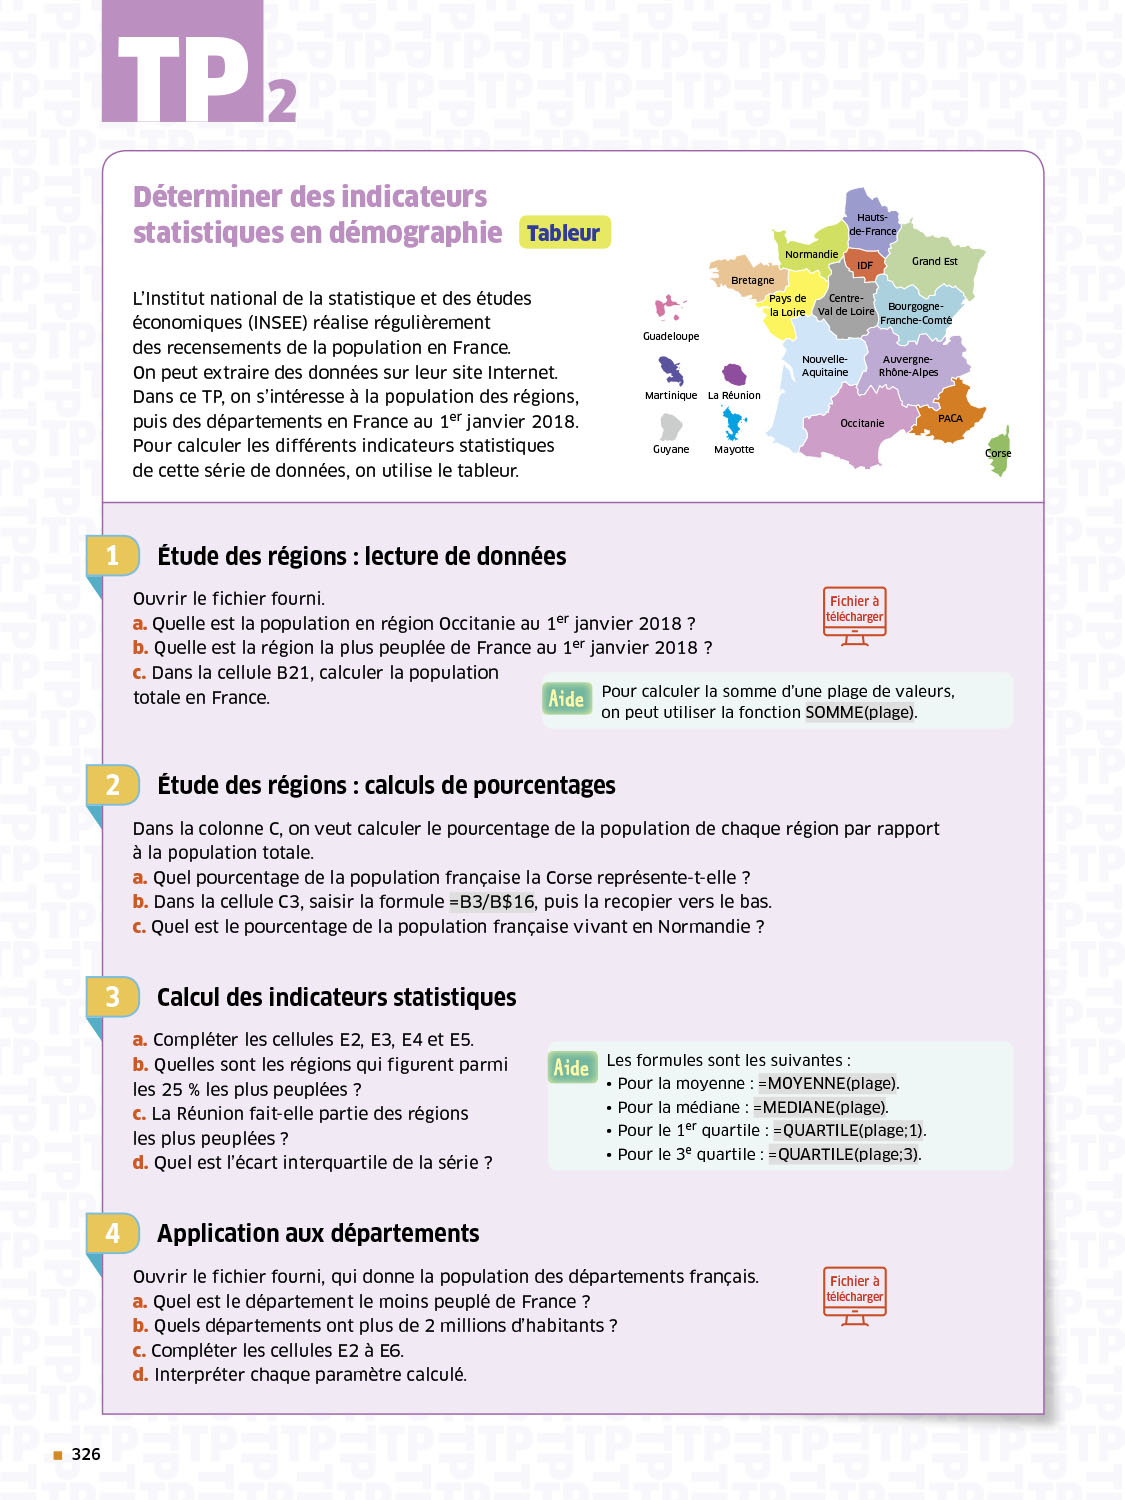 TP 2
Déterminer des indicateurs
statistiques en démographie Tableur
L'Institut national de la statistique et des études
économiques (INSEE) réalise régulièrement
des recensements de la population en France.
On peut extraire des données sur leur site Internet.
Dans ce TP, on s'intéresse à la population des régions,
puis des départements en France au 1er janvier 2018.
Pour calculer les différents indicateurs statistiques
de cette série de données, on utilise le tableur.
Hauts-
de-France
Normandie
IDF
Grand Est
Bretagne
Pays de
la Loire
Centre-
Val de Loire
Bourgogne-
Franche-Comté
Guadeloupe
Nouvelle-
Aquitaine
Auvergne-
Rhône-Alpes
Martinique
La Réunion
Occitanie
PACA
Guyane
Mayotte
Corse
1 Étude des régions : lecture de données
Ouvrir le fichier fourni.
a. Quelle est la population en région Occitanie au 1er janvier 2018 ?
b. Quelle est la région la plus peuplée de France au 1er janvier 2018 ?
c. Dans la cellule B21, calculer la population
totale en France.
Fichier à
télécharger
Aide
Pour calculer la somme d'une plage de valeurs,
on peut utiliser la fonction SOMME(plage).
2 Étude des régions : calculs de pourcentages
Dans la colonne C, on veut calculer le pourcentage de la population de chaque région par rapport
à la population totale.
a. Quel pourcentage de la population française la Corse représente-t-elle ?
b. Dans la cellule C3, saisir la formule =B3/B$16, puis la recopier vers le bas.
c. Quel est le pourcentage de la population française vivant en Normandie ?
3 Calcul des indicateurs statistiques
a. Compléter les cellules E2, E3, E4 et E5.
b. Quelles sont les régions qui figurent parmi
les 25 % les plus peuplées ?
c. La Réunion fait-elle partie des régions
les plus peuplées ?
d. Quel est l'écart interquartile de la série ?
Aide
Les formules sont les suivantes :
• Pour la moyenne : =MOYENNE(plage).
• Pour la médiane : =MEDIANE(plage).
• Pour le 1er quartile : =QUARTILE(plage;1).
• Pour le 3e quartile : =QUARTILE(plage;3).
4 Application aux départements
Ouvrir le fichier fourni, qui donne la population des départements français.
a. Quel est le département le moins peuplé de France ?
b. Quels départements ont plus de 2 millions d'habitants ?
c. Compléter les cellules E2 à E6.
d. Interpréter chaque paramètre calculé.
Fichier à
télécharger
326